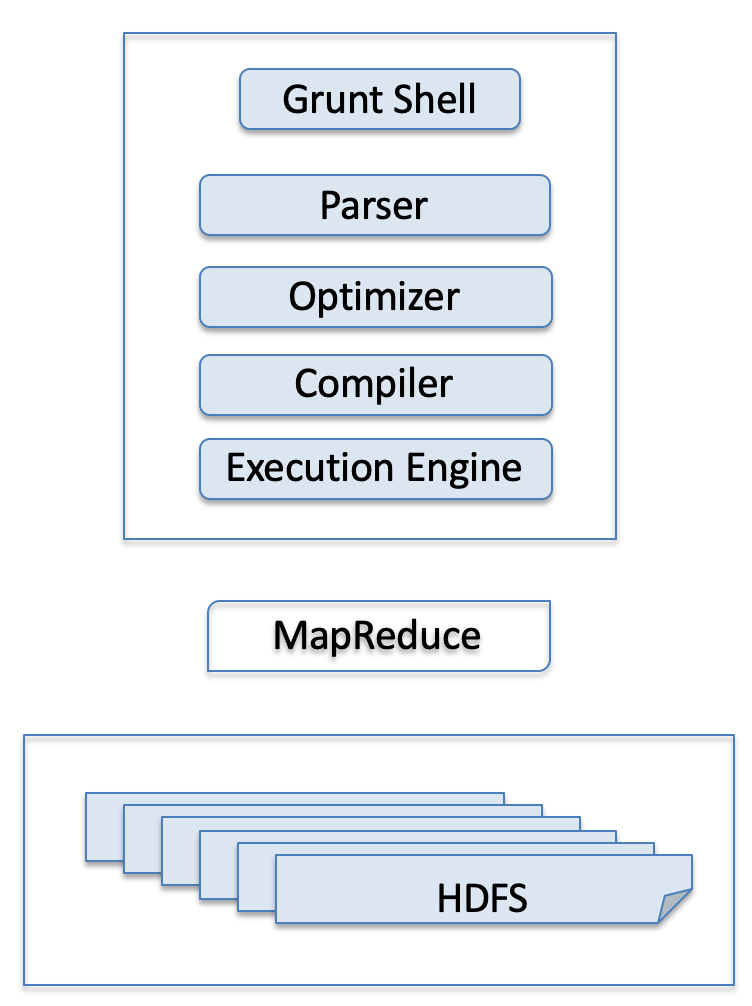 Grunt Shell
Parser
Optimizer
Compiler
Execution Engine
MapReduce
HDFS